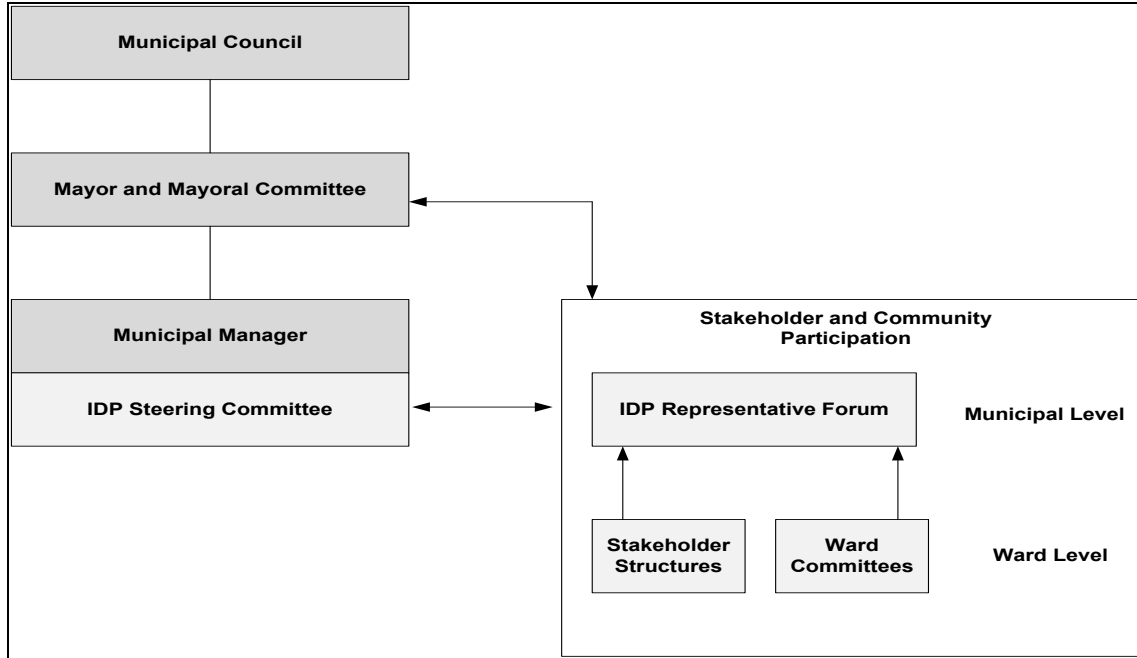 Municipal Council
Mayor and Mayoral Committee
Municipal Manager
IDP Steering Committee
Stakeholder and Community
Participation
IDP Representative Forum
Municipal Level
Stakeholder
Structures
Ward
Committees
Ward Level